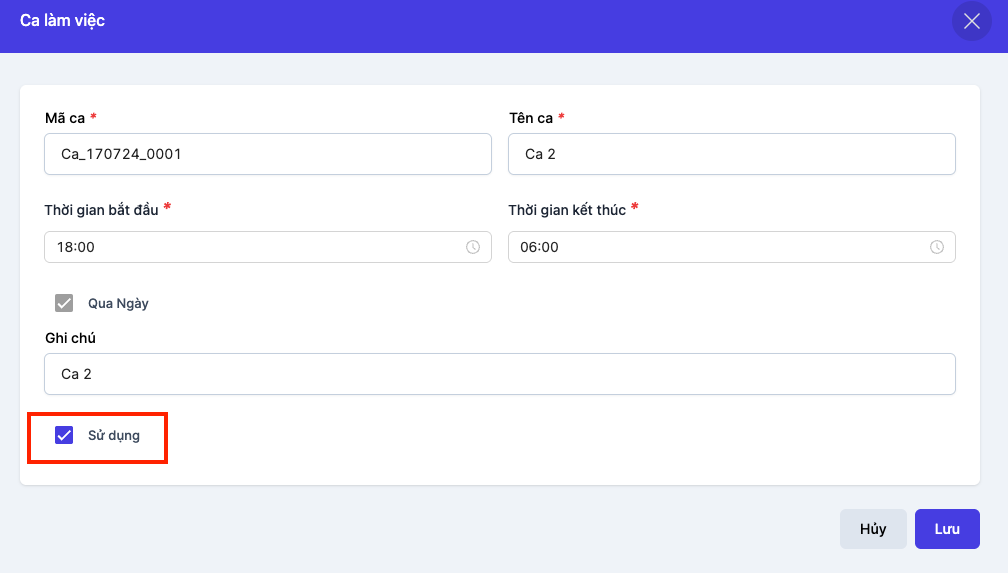 Ca làm việc
Mã ca *
Tên ca *
Ca_170724_0001
Ca 2
Thời gian bắt đầu *
Thời gian kết thúc *
18:00
06:00
Qua Ngày
Ghi chú
Ca 2
Sử dụng
Hủy
Lưu